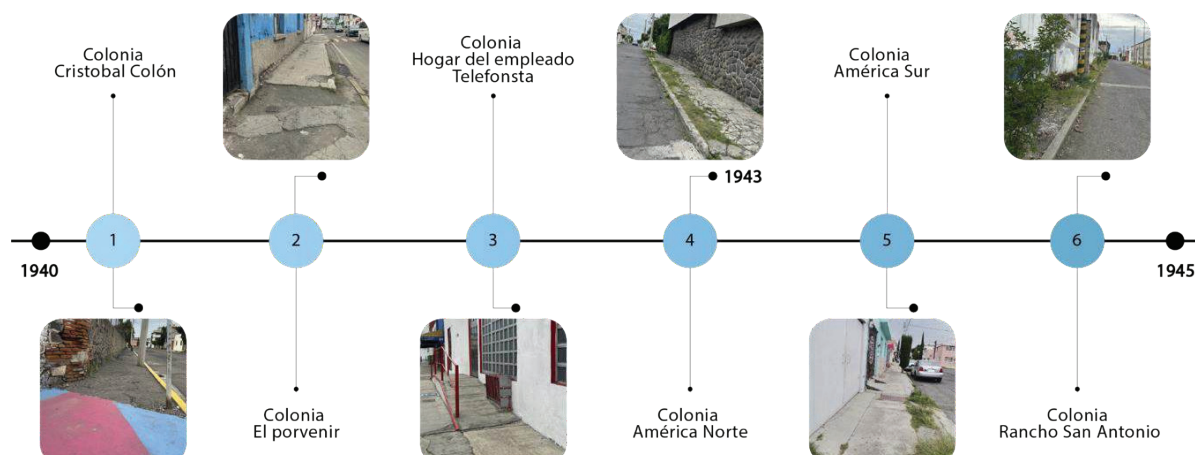 Colonia
Cristobal Colón
Colonia
Hogar del empleado
Telefonsta
Colonia
América Sur
1943
1
2
3
4
5
6
1940
1945
Colonia
El porvenir
Colonia
América Norte
Colonia
Rancho San Antonio